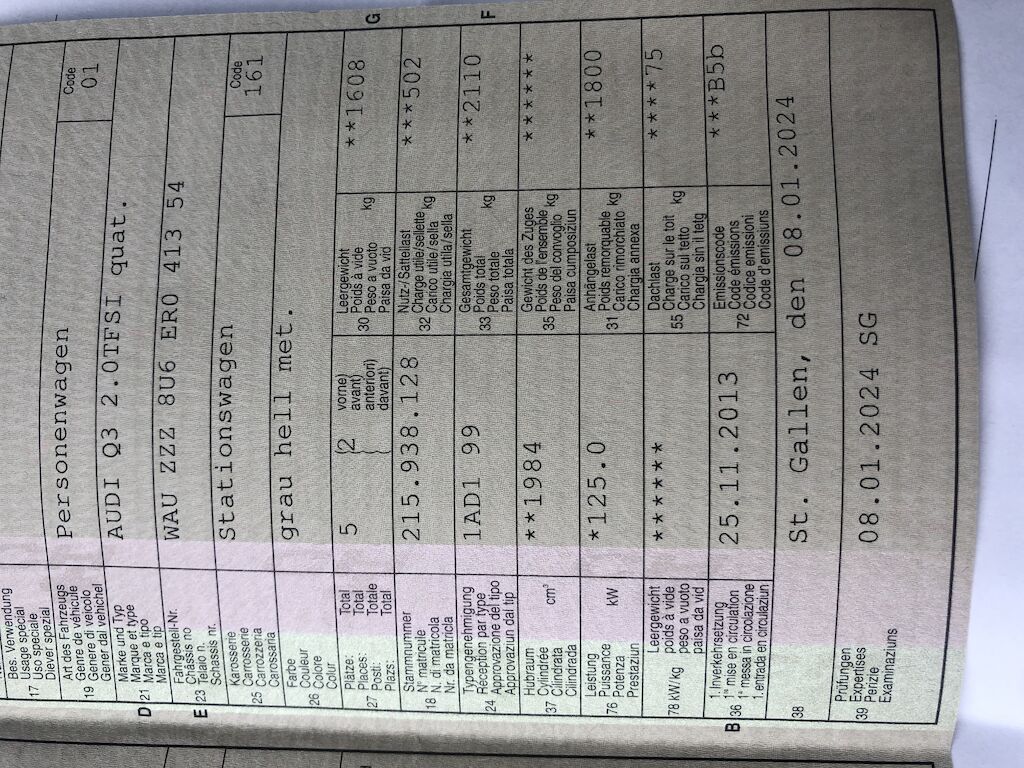 17 Bes. Verwendung
Usage spécial
Uso speciale
Diever spezial
19 Art des Fahrzeugs
Genre de véhicule
Genere di veicolo
Gener dal vehichel
Personenwagen
Code
01
D 21 Marke und Typ
Marque et type
Marca e tipo
Marca e tip
AUDI Q3 2.0TFSI quat.
E 23 Fahrgestell-Nr.
Châssis no
Telaio n.
Schassis nr.
WAU ZZZ 8U6 ER0 413 54
25 Karosserie
Carrosserie
Carrozzeria
Carossaria
Stationswagen
Code
161
26 Farbe
Couleur
Colore
Colur
grau hell met.
27 Plätze: Total
Places: Total
Posti: Totale
Plazs: Total
5
(2 vorne)
avant)
anteriori)
davant)
G
30 Leergewicht
Poids à vide
Peso a vuoto
Paisa da vid
kg
**1608
18 Stammnummer
N° matricule
N. di matricola
Nr. da matricla
215.938.128
32 Nutz-/Sattellast
Charge utile/sellette
Carico utile/sella
Chargia utila/sella
kg
***502
24 Typengenehmigung
Réception par type
Approvazione del tipo
Approvaziun dal tip
1AD1 99
F
33 Gesamtgewicht
Poids total
Peso totale
Paisa totala
kg
**2110
37 Hubraum
Cylindrée
Cilindrata
Cilindrada
cm³
**1984
35 Gewicht des Zuges
Poids de l'ensemble
Peso del convoglio
Paisa cumposiziun
kg
******
76 Leistung
Puissance
Potenza
Prestaziun
kW
*125.0
31 Anhängelast
Poids remorquable
Carico rimorchiato
Chargia annexa
kg
**1800
78 kW/kg Leergewicht
poids à vide
peso a vuoto
paisa da vid
******
55 Dachlast
Charge sur le toit
Carico sul tetto
Chargia sin il tetg
kg
****75
B 36 1. Inverkehrsetzung
1re mise en circulation
1a messa in circolazione
1. entrada en circulaziun
25.11.2013
72 Emissionscode
Code émissions
Codice emissioni
Code d'emissiuns
***B5b
38
St. Gallen, den 08.01.2024
39 Prüfungen
Expertises
Perizie
Examinaziuns
08.01.2024 SG